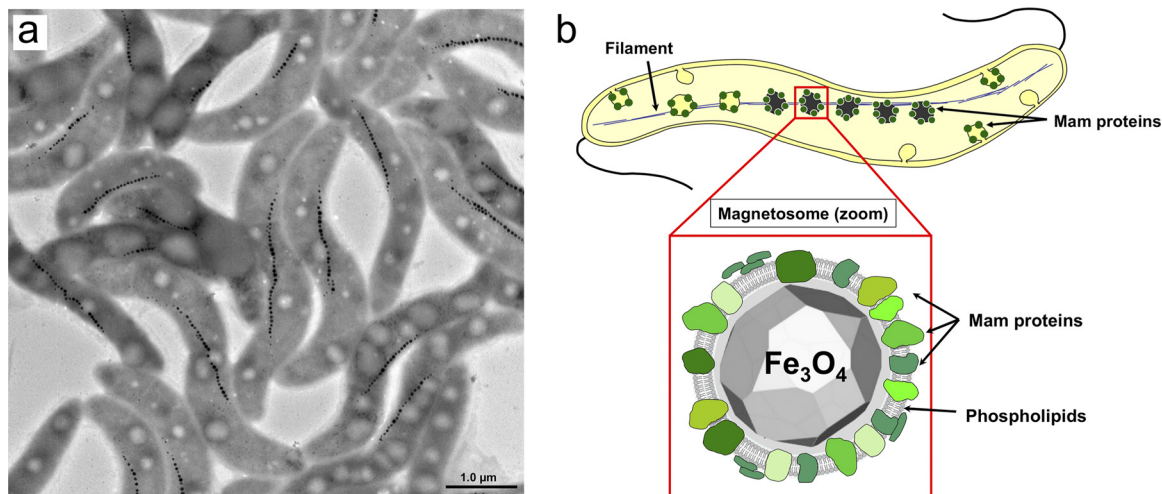 a
1.0 µm
b
Filament
Mam proteins
Magnetosome (zoom)
Fe₃O₄
Mam proteins
Phospholipids